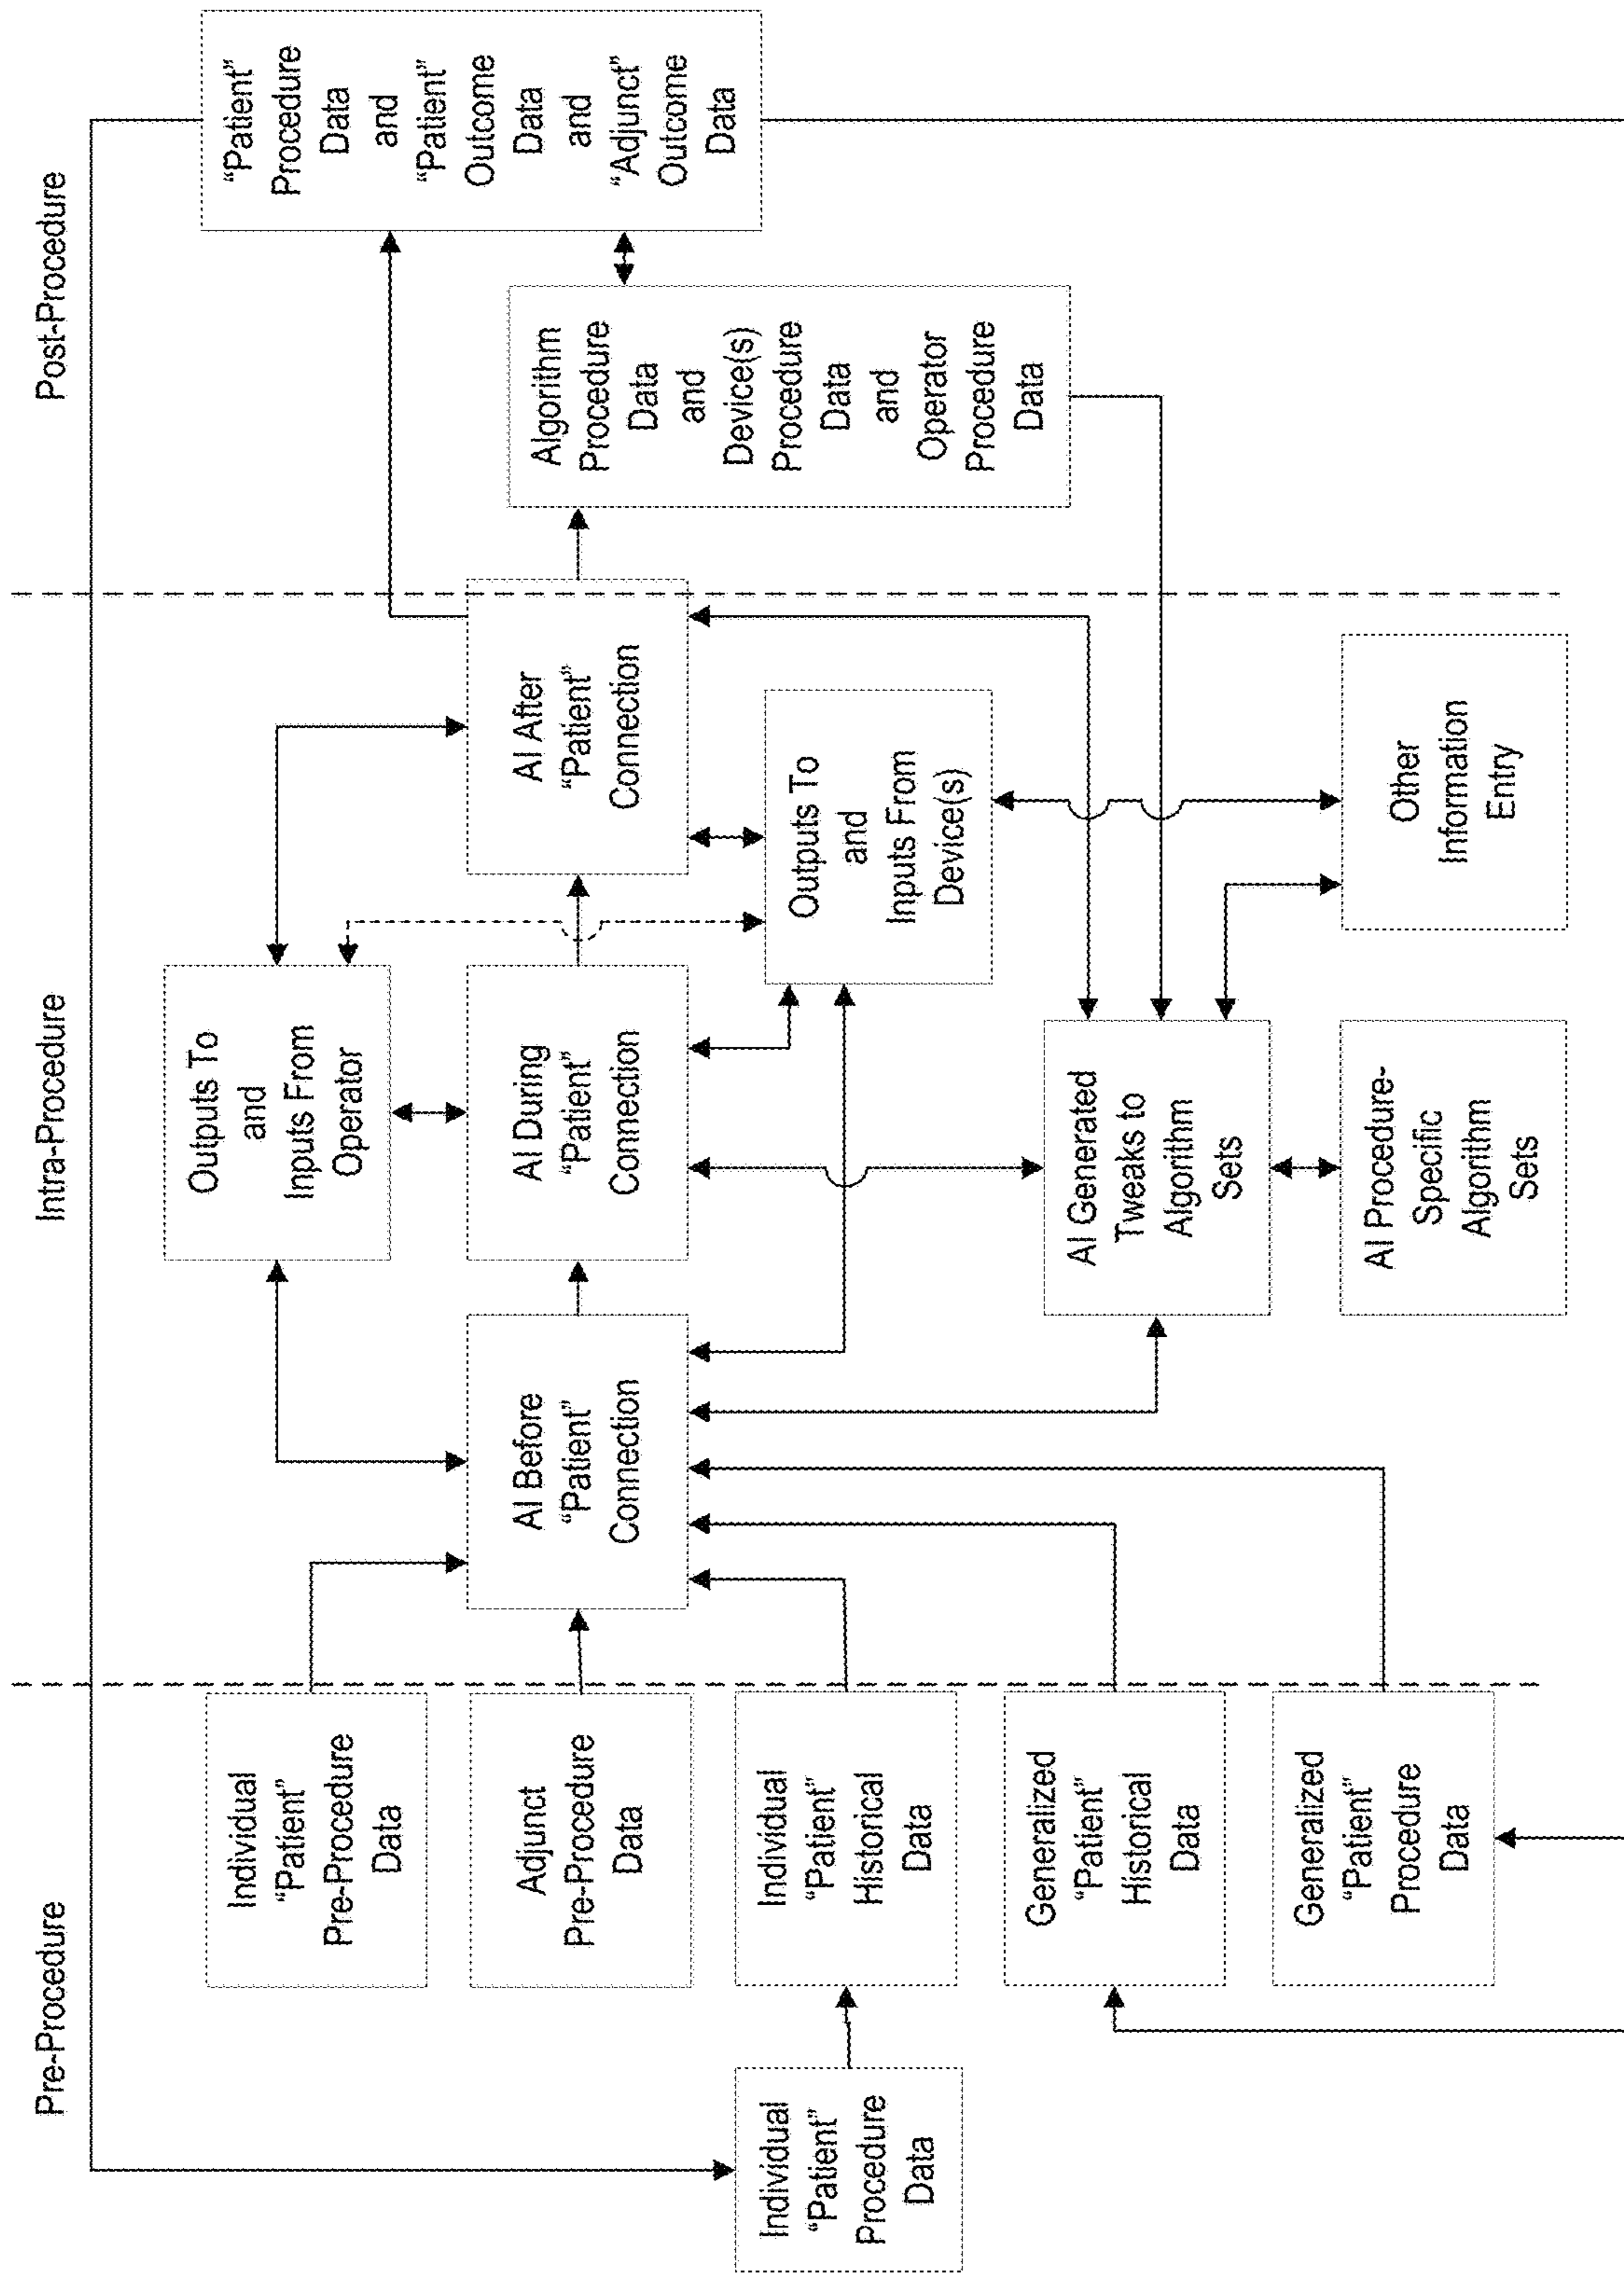 Pre-Procedure
Intra-Procedure
Post-Procedure
Individual
“Patient”
Procedure
Data
Individual
“Patient”
Pre-Procedure
Data
Adjunct
Pre-Procedure
Data
Individual
“Patient”
Historical
Data
Generalized
“Patient”
Historical
Data
Generalized
“Patient”
Procedure
Data
AI Before
“Patient”
Connection
Outputs To
and
Inputs From
Operator
AI During
“Patient”
Connection
AI After
“Patient”
Connection
Outputs To
and
Inputs From
Device(s)
AI Generated
Tweaks to
Algorithm
Sets
AI Procedure-
Specific
Algorithm
Sets
Other
Information
Entry
Algorithm
Procedure
Data
and
Device(s)
Procedure
Data
and
Operator
Procedure
Data
“Patient”
Procedure
Data
and
“Patient”
Outcome
Data
and
“Adjunct”
Outcome
Data